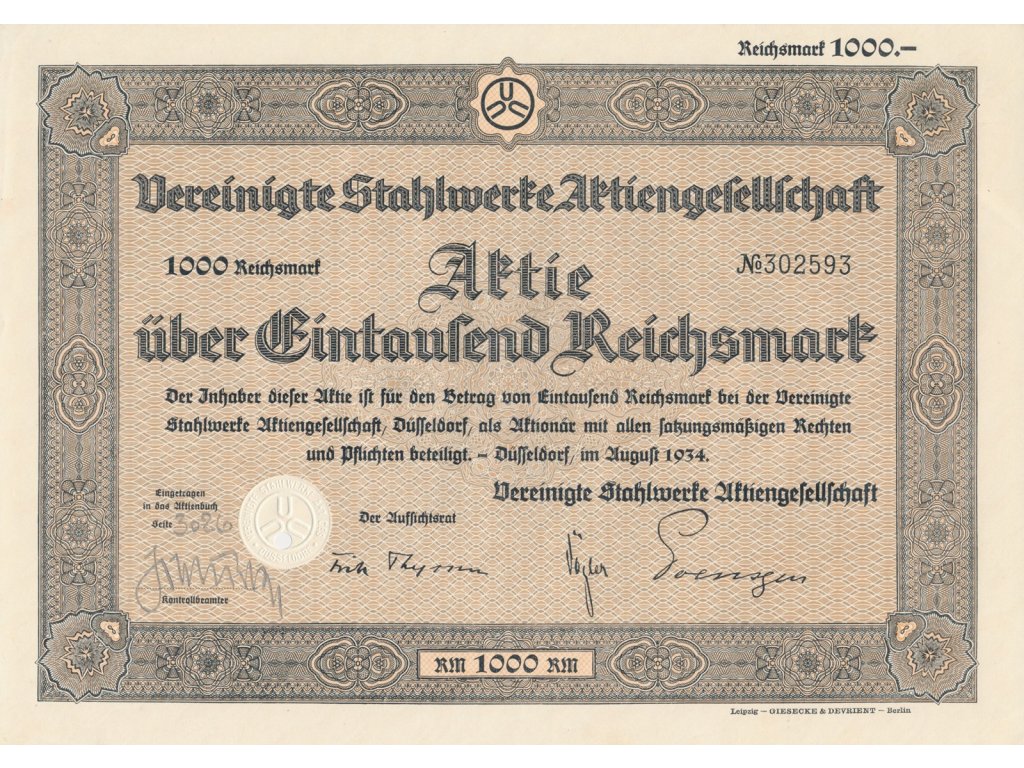 Reichsmark 1000.—
Vereinigte Stahlwerke Aktiengesellschaft
1000 Reichsmark
Aktie
№302593
über Eintausend Reichsmark
Der Inhaber dieser Aktie ist für den Betrag von Eintausend Reichsmark bei der Vereinigte
Stahlwerke Aktiengesellschaft, Düsseldorf, als Aktionär mit allen satzungsmäßigen Rechten
und Pflichten beteiligt. – Düsseldorf, im August 1934.
Vereinigte Stahlwerke Aktiengesellschaft
Eingetragen
in das Aktienbuch
Seite 3086
Der Aufsichtsrat
Fritz Thyssen
Vögler
Poensgen
Kontrollbeamter
RM 1000 RM
Leipzig — GIESECKE & DEVRIENT — Berlin